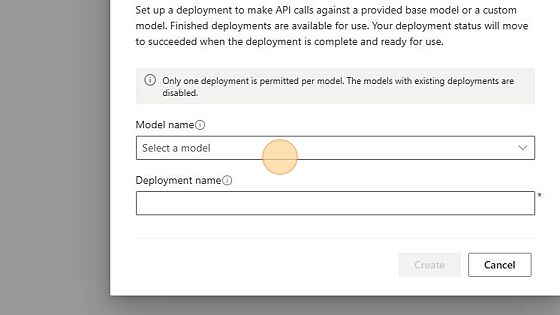 Set up a deployment to make API calls against a provided base model or a custom
model. Finished deployments are available for use. Your deployment status will move
to succeeded when the deployment is complete and ready for use.
Only one deployment is permitted per model. The models with existing deployments are
disabled.
Model name
Select a model
Deployment name
*
Create
Cancel